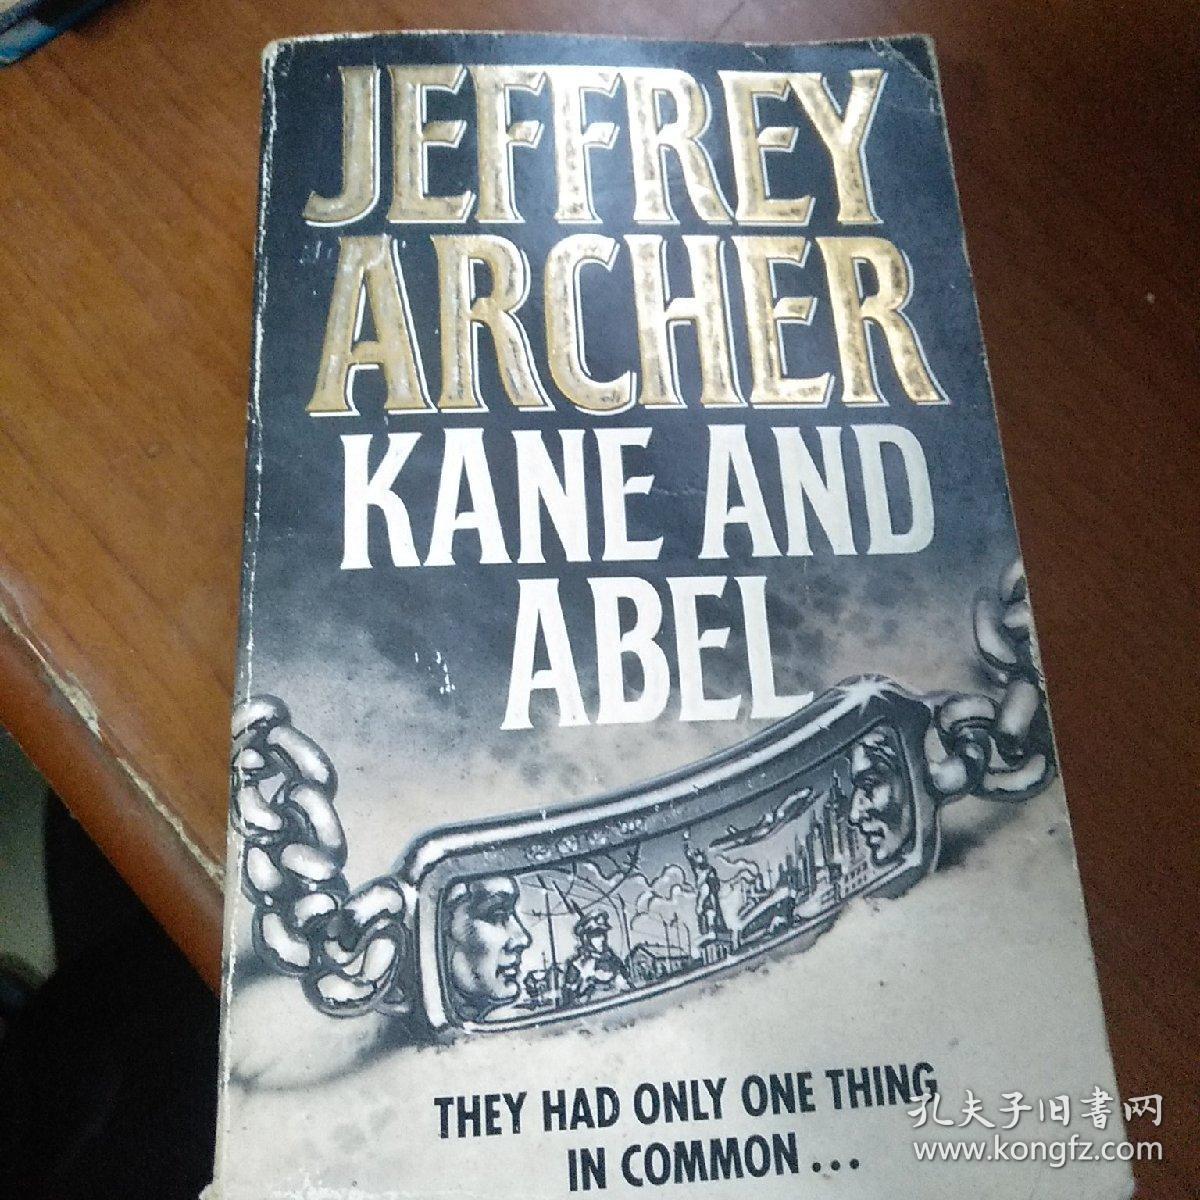 JEFFREY
ARCHER
KANE AND
ABEL
THEY HAD ONLY ONE THING
IN COMMON...
孔夫子旧書网
www.kongfz.com